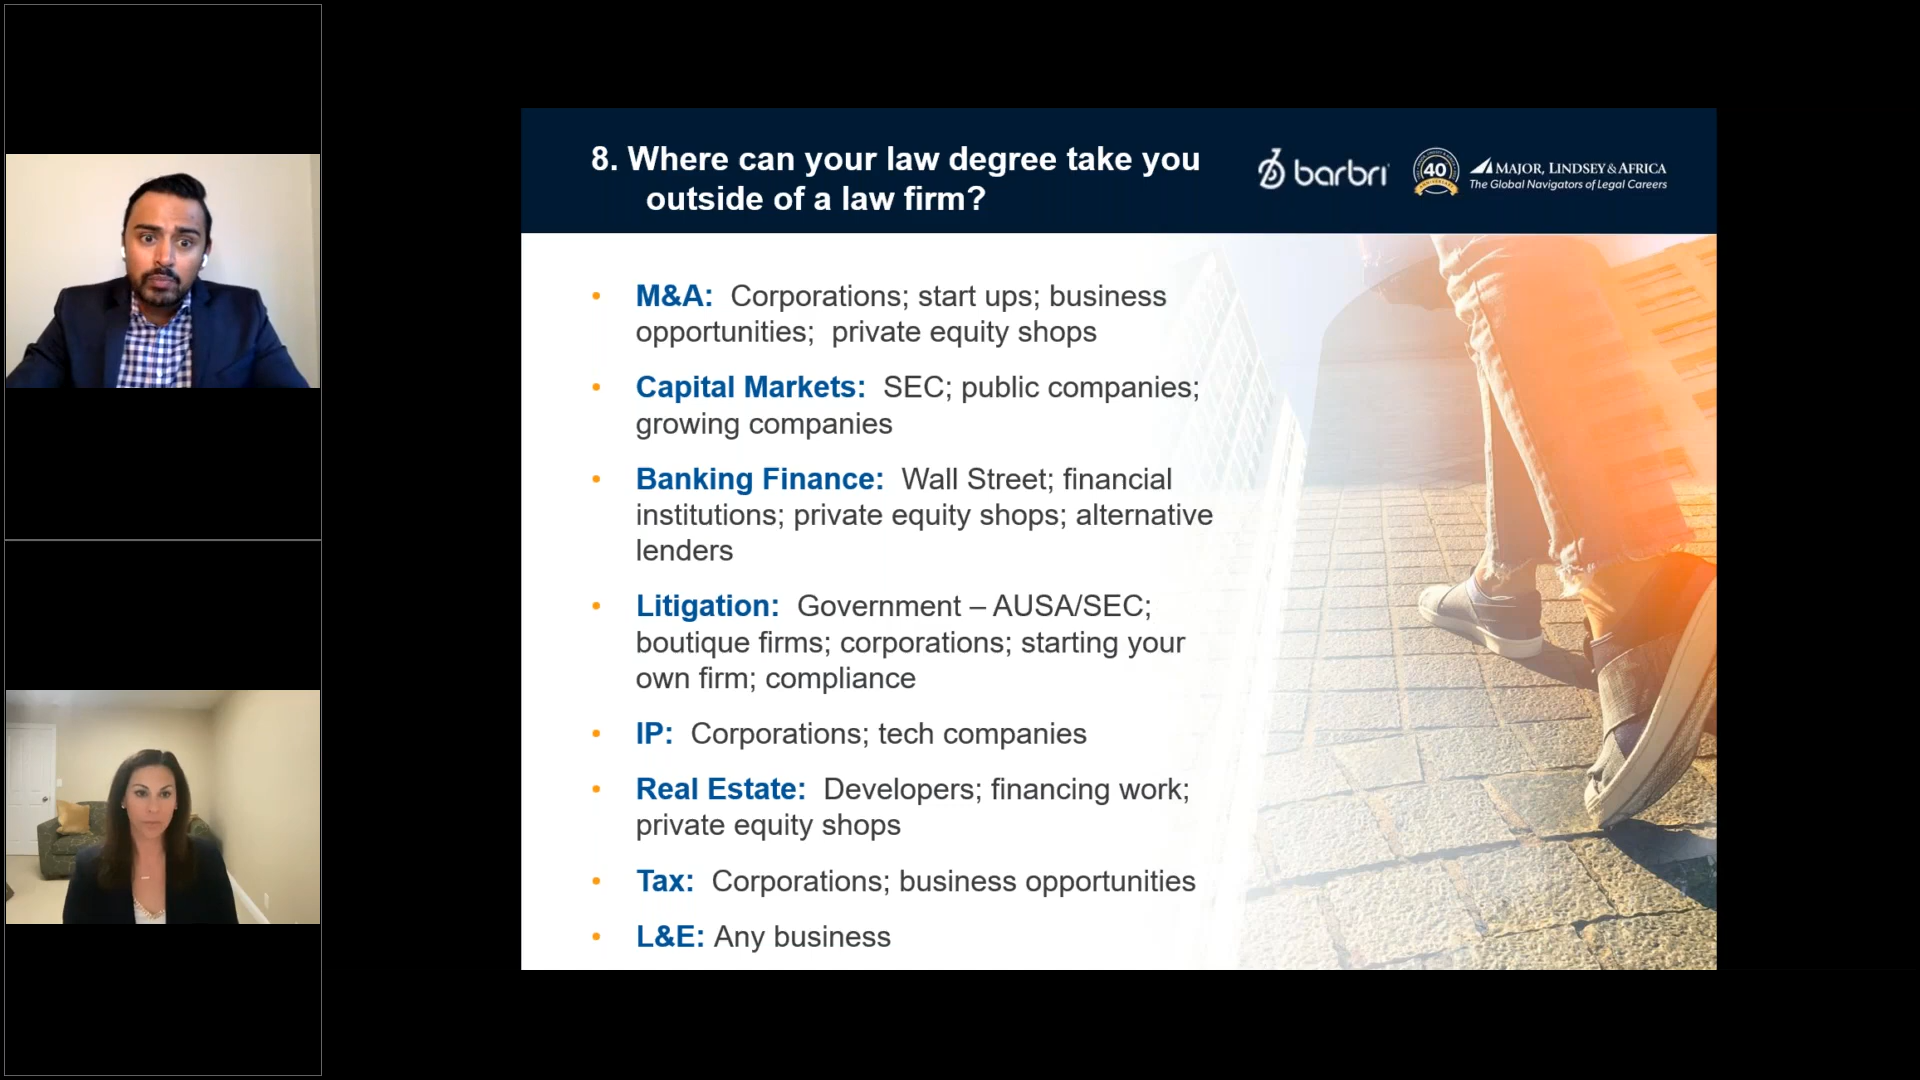 8. Where can your law degree take you
outside of a law firm?
barbri
40
MAJOR, LINDSEY & AFRICA
The Global Navigators of Legal Careers
• M&A: Corporations; start ups; business
opportunities; private equity shops
• Capital Markets: SEC; public companies;
growing companies
• Banking Finance: Wall Street; financial
institutions; private equity shops; alternative
lenders
• Litigation: Government – AUSA/SEC;
boutique firms; corporations; starting your
own firm; compliance
• IP: Corporations; tech companies
• Real Estate: Developers; financing work;
private equity shops
• Tax: Corporations; business opportunities
• L&E: Any business